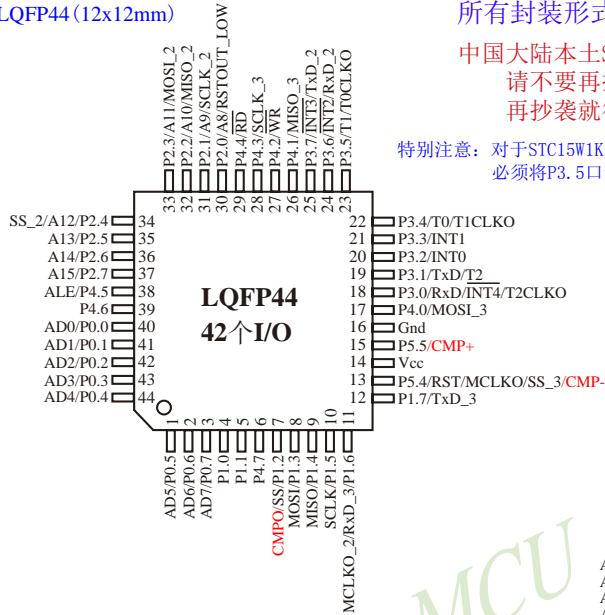 LQFP44(12x12mm)
所有封装形式
中国大陆本土S
请不要再
再抄袭就
特别注意：对于STC15W1K
必须将P3.5口
P2.3/A11/MOSI_2
P2.2/A10/MISO_2
P2.1/A9/SCLK_2
P2.0/A8/RSTOUT_LOW
P4.4/RD
P4.3/SCLK_3
P4.2/WR
P4.1/MISO_3
P3.7/INT3/TxD_2
P3.6/INT2/RxD_2
P3.5/T1/T0CLKO
33
32
31
30
29
28
27
26
25
24
23
SS_2/A12/P2.4 34
A13/P2.5 35
A14/P2.6 36
A15/P2.7 37
ALE/P4.5 38
P4.6 39
AD0/P0.0 40
AD1/P0.1 41
AD2/P0.2 42
AD3/P0.3 43
AD4/P0.4 44
LQFP44
42个I/O
22 P3.4/T0/T1CLKO
21 P3.3/INT1
20 P3.2/INT0
19 P3.1/TxD/T2
18 P3.0/RxD/INT4/T2CLKO
17 P4.0/MOSI_3
16 Gnd
15 P5.5/CMP+
14 Vcc
13 P5.4/RST/MCLKO/SS_3/CMP-
12 P1.7/TxD_3
1
2
3
4
5
6
7
8
9
10
11
AD5/P0.5
AD6/P0.6
AD7/P0.7
P1.0
P1.1
P4.7
CMPO/SS/P1.2
MOSI/P1.3
MISO/P1.4
SCLK/P1.5
MCLKO_2/RxD_3/P1.6
MCU
A
A
A